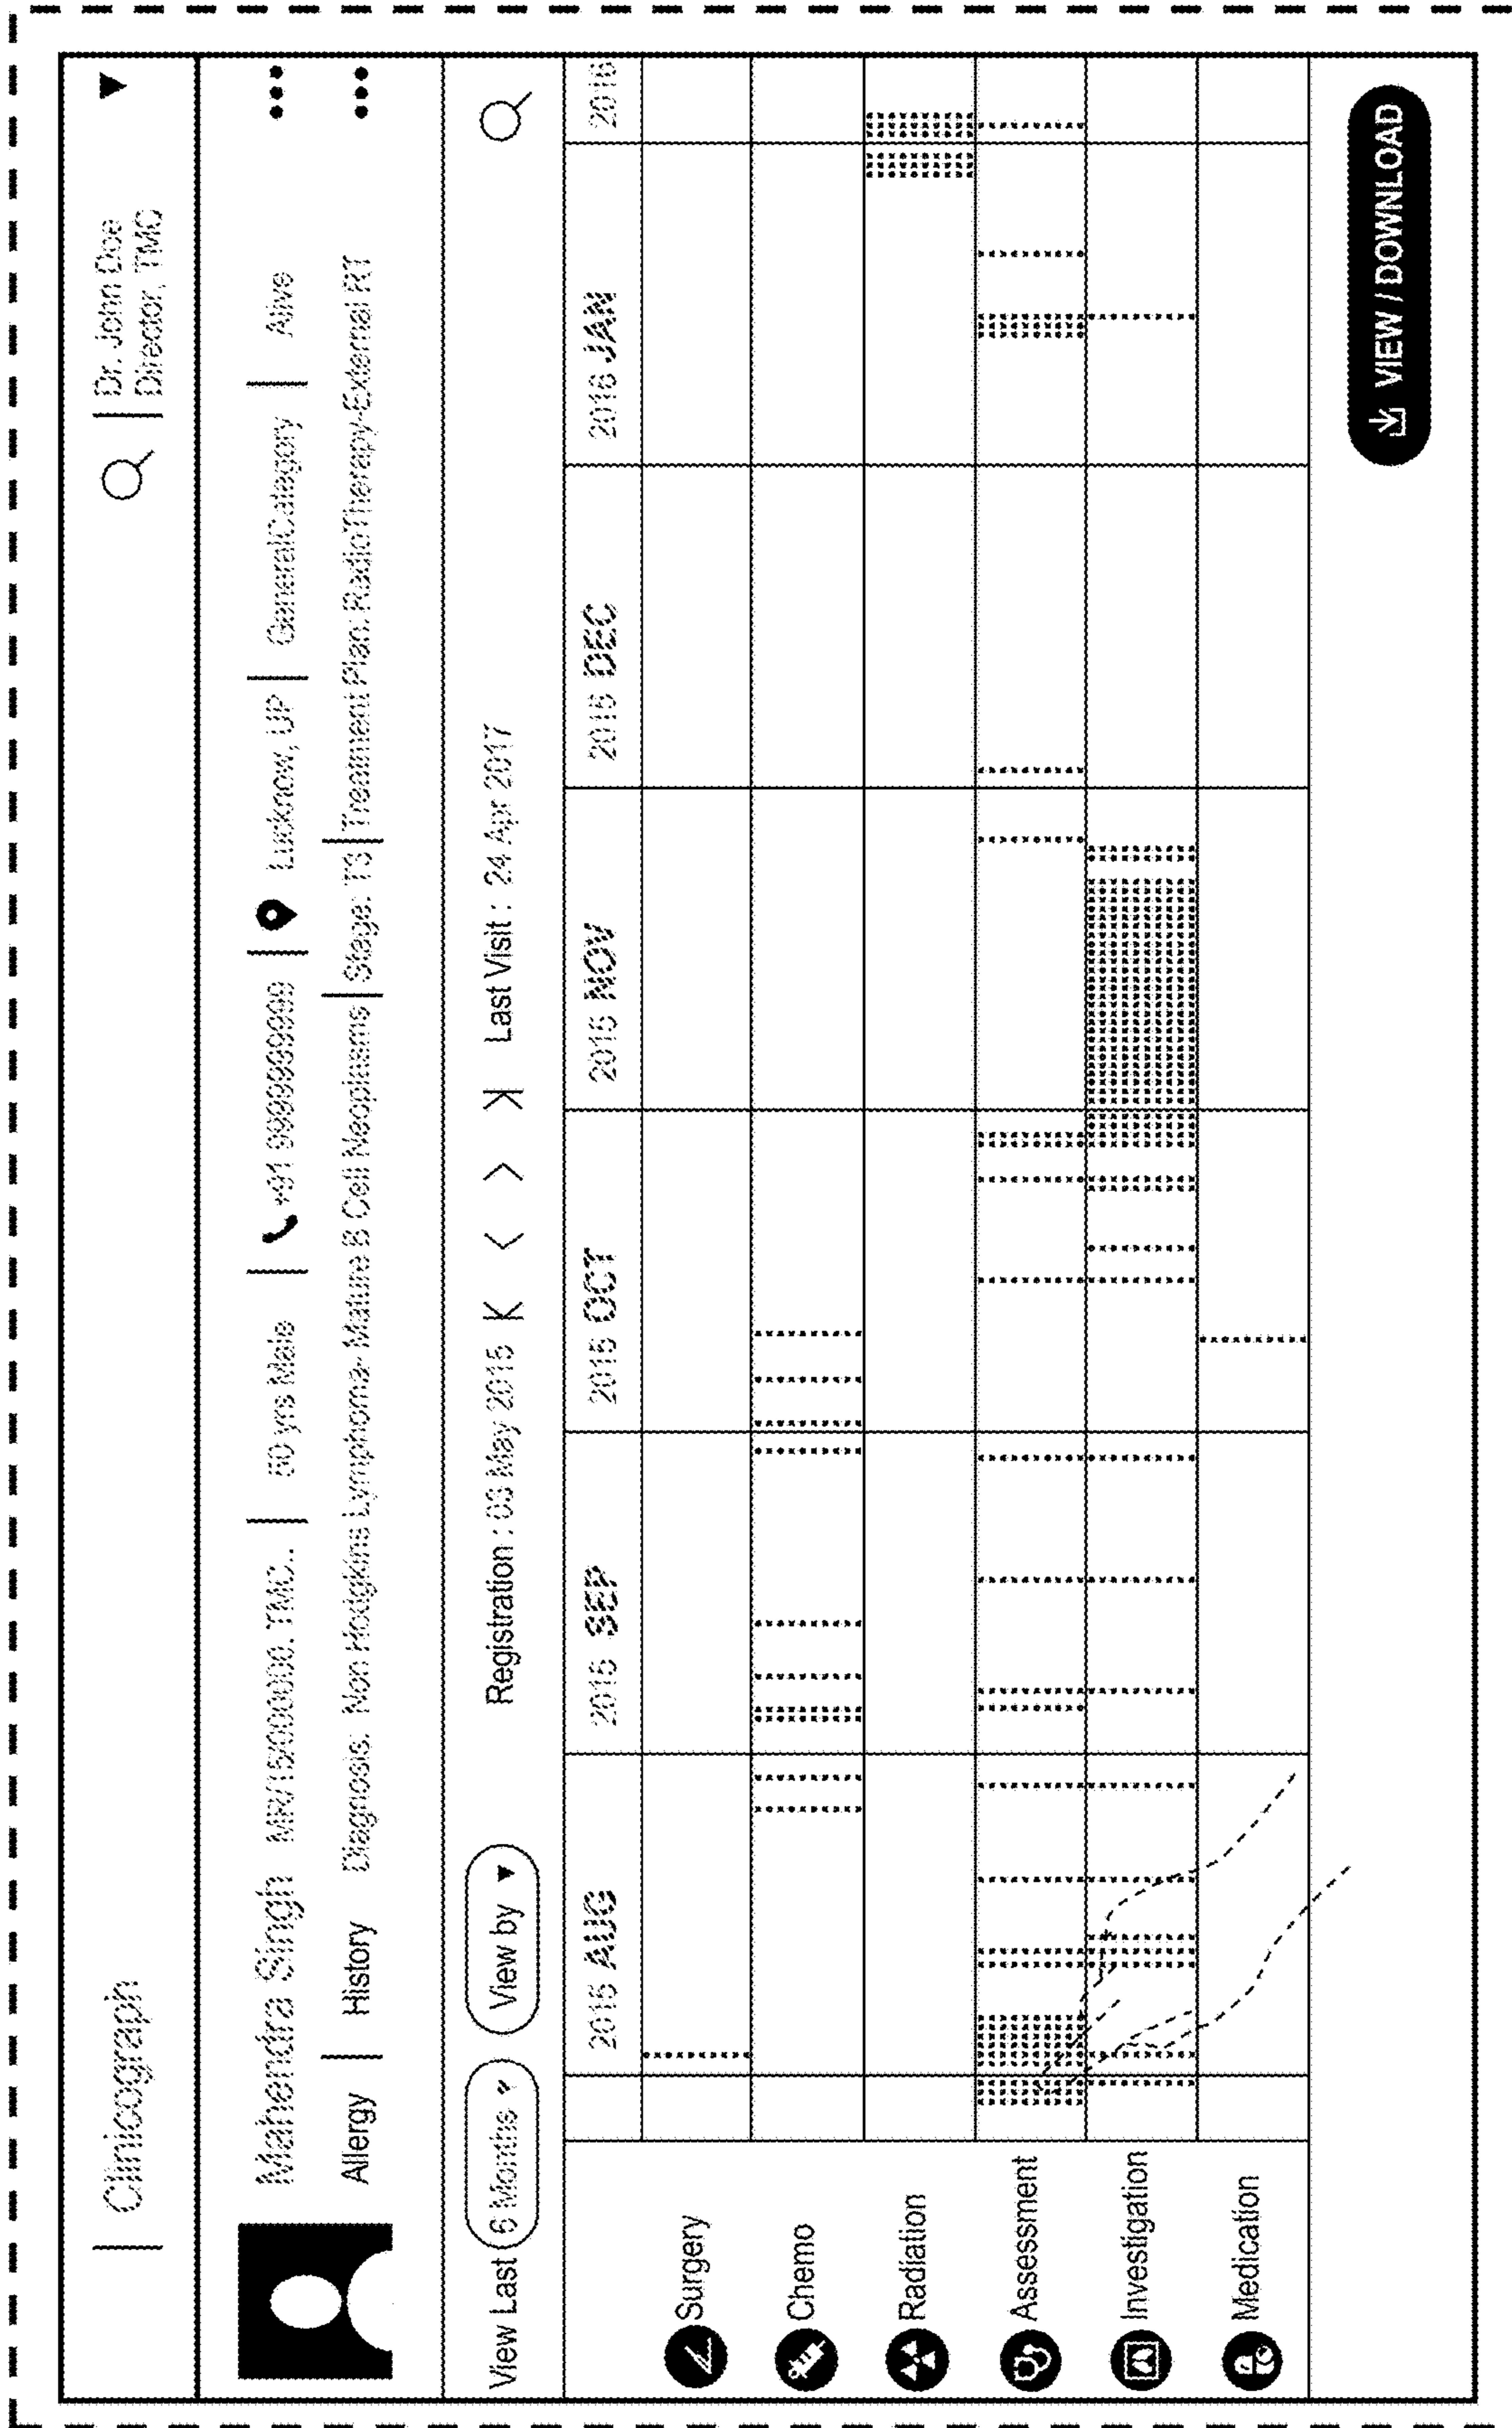 Clinicograph
Dr. John Doe
Director, TMC
Mahendra Singh MR/15/000000. TMC.. 50 yrs Male +91 9999999999 Lucknow, UP GeneralCategory Alive
Allergy History Diagnosis: Non Hodgkins Lymphoma- Mature B Cell Neoplasms Stage: T3 Treatment Plan: RadioTherapy-External RT
View Last 6 Months View by Registration : 03 May 2015 Last Visit : 24 Apr 2017
2015 AUG 2015 SEP 2015 OCT 2015 NOV 2015 DEC 2016 JAN 2016
Surgery
Chemo
Radiation
Assessment
Investigation
Medication
VIEW / DOWNLOAD